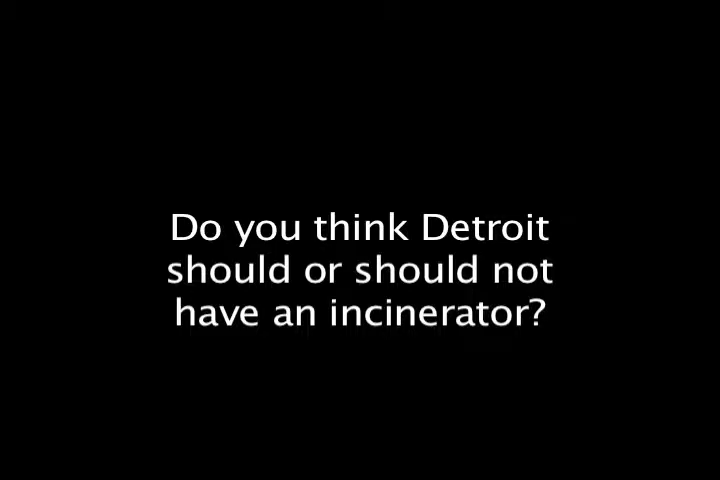 Do you think Detroit
should or should not
have an incinerator?